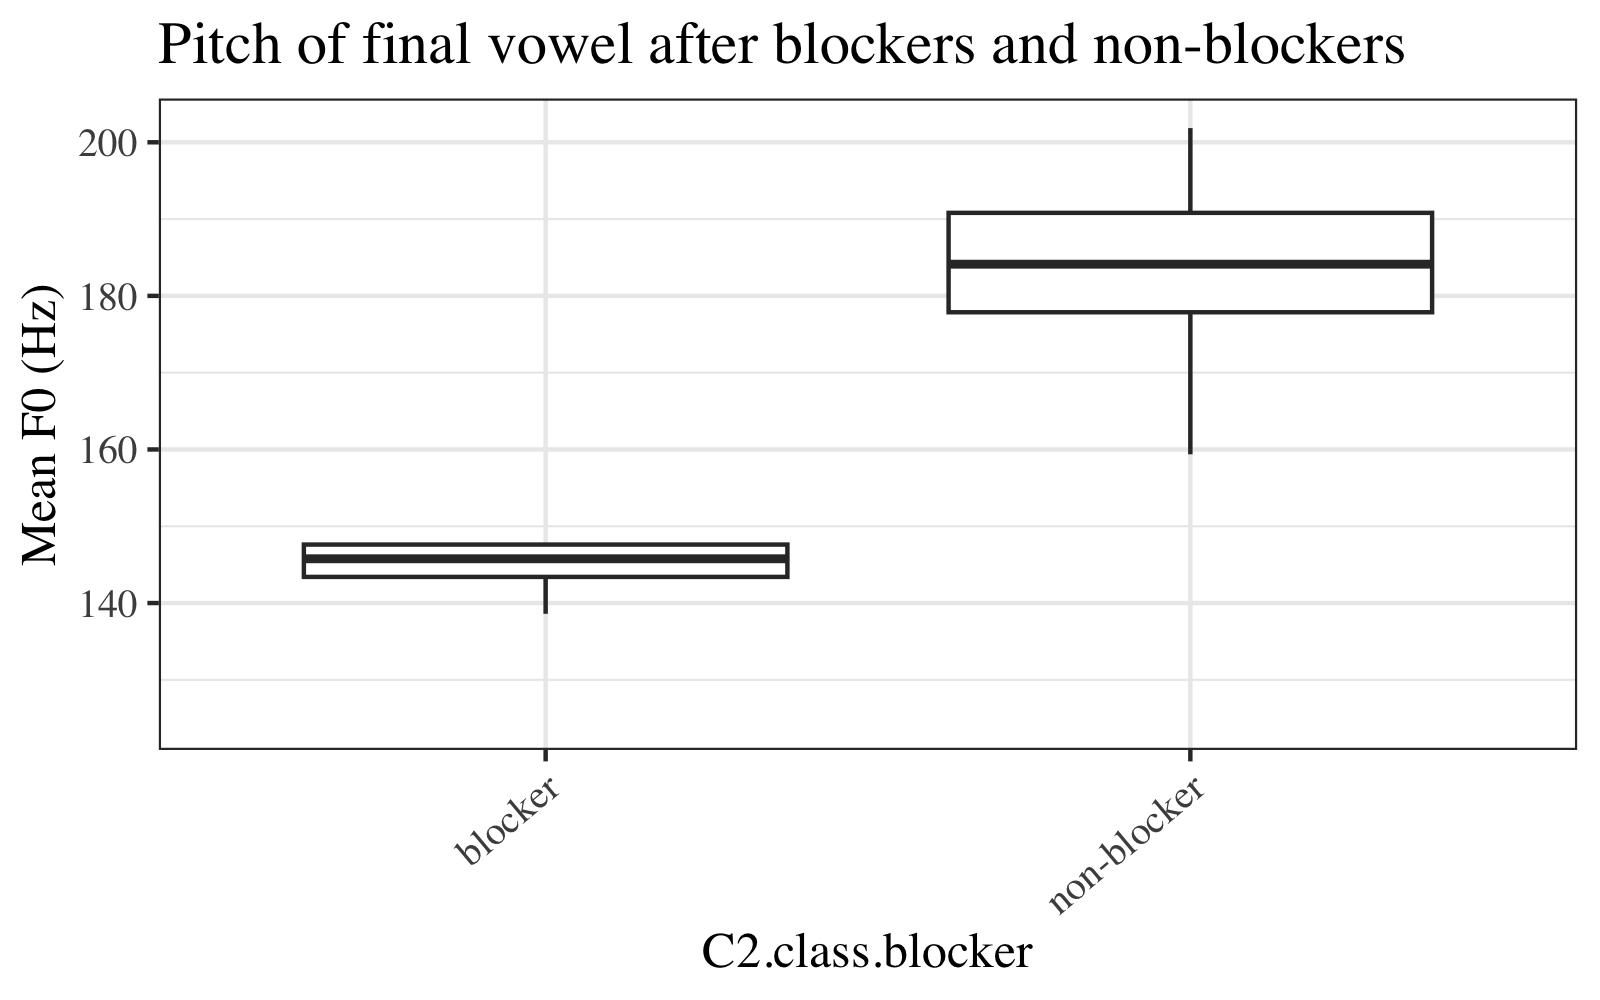 Pitch of final vowel after blockers and non-blockers
Mean F0 (Hz)
200
180
160
140
blocker
non-blocker
C2.class.blocker